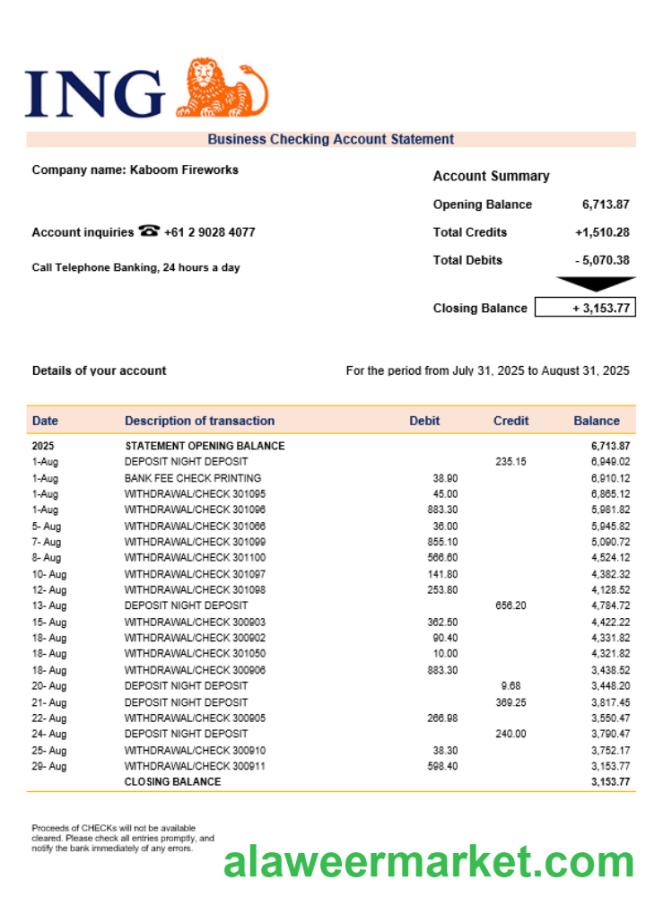 ING
Business Checking Account Statement
Company name: Kaboom Fireworks
Account Summary
Opening Balance 6,713.87
Account inquiries ☎ +61 2 9028 4077
Total Credits +1,510.28
Call Telephone Banking, 24 hours a day
Total Debits - 5,070.38
Closing Balance + 3,153.77
Details of your account For the period from July 31, 2025 to August 31, 2025
Date Description of transaction Debit Credit Balance
2025 STATEMENT OPENING BALANCE 6,713.87
1-Aug DEPOSIT NIGHT DEPOSIT 235.15 6,949.02
1-Aug BANK FEE CHECK PRINTING 38.90 6,910.12
1-Aug WITHDRAWAL/CHECK 301095 45.00 6,865.12
1-Aug WITHDRAWAL/CHECK 301096 883.30 5,981.82
5- Aug WITHDRAWAL/CHECK 301066 36.00 5,945.82
7- Aug WITHDRAWAL/CHECK 301099 855.10 5,090.72
8- Aug WITHDRAWAL/CHECK 301100 566.60 4,524.12
10- Aug WITHDRAWAL/CHECK 301097 141.80 4,382.32
12- Aug WITHDRAWAL/CHECK 301098 253.80 4,128.52
13- Aug DEPOSIT NIGHT DEPOSIT 656.20 4,784.72
15- Aug WITHDRAWAL/CHECK 300903 362.50 4,422.22
18- Aug WITHDRAWAL/CHECK 300902 90.40 4,331.82
18- Aug WITHDRAWAL/CHECK 301050 10.00 4,321.82
18- Aug WITHDRAWAL/CHECK 300906 883.30 3,438.52
20- Aug DEPOSIT NIGHT DEPOSIT 9.68 3,448.20
21- Aug DEPOSIT NIGHT DEPOSIT 369.25 3,817.45
22- Aug WITHDRAWAL/CHECK 300905 266.98 3,550.47
24- Aug DEPOSIT NIGHT DEPOSIT 240.00 3,790.47
25- Aug WITHDRAWAL/CHECK 300910 38.30 3,752.17
29- Aug WITHDRAWAL/CHECK 300911 598.40 3,153.77
CLOSING BALANCE 3,153.77
Proceeds of CHECKs will not be available
cleared. Please check all entries promptly, and
notify the bank immediately of any errors.
alaweermarket.com